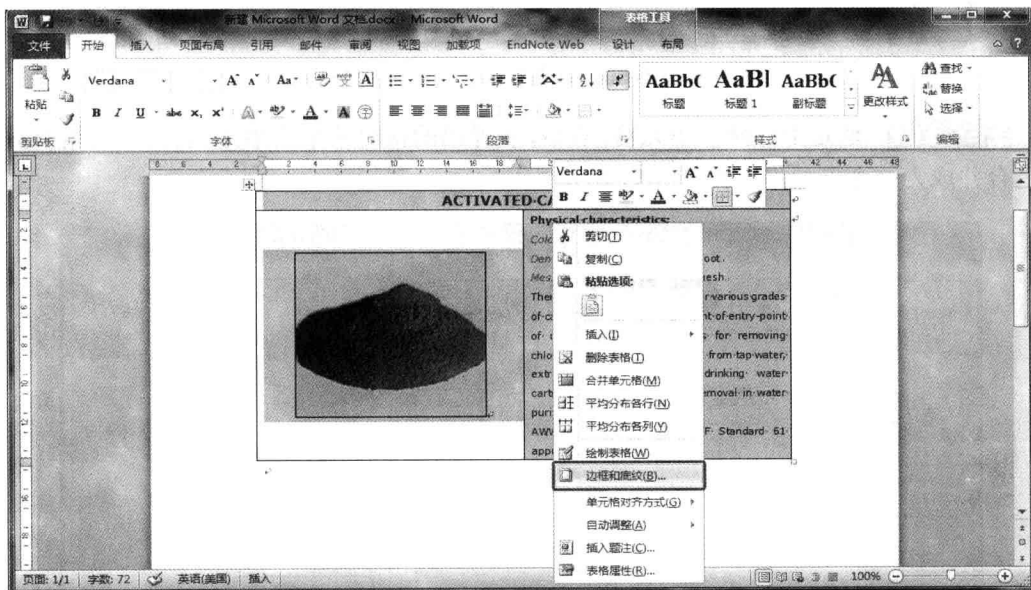 新建 Microsoft Word 文档.docx - Microsoft Word
表格工具
文件 开始 插入 页面布局 引用 邮件 审阅 视图 加载项 EndNote Web 设计 布局
粘贴
剪贴板
Verdana
字体
段落
AaBbC AaBl AaBbC
标题 标题 1 副标题
更改样式
样式
查找
替换
选择
编辑
Verdana
ACTIVATED·CA
Physical·characteristics:
剪切(T)
复制(C)
oot.
粘贴选项:
esh.
r·various·grades·
t·of·entry-point·
插入(I)
for· removing·
删除表格(T)
from·tap·water,·
合并单元格(M)
drinking· water·
平均分布各行(N)
emoval·in·water·
平均分布各列(Y)
F· Standard· 61·
绘制表格(W)
边框和底纹(B)...
单元格对齐方式(G)
自动调整(A)
插入题注(C)...
表格属性(R)...
页面: 1/1 字数: 72 英语(美国) 插入 100%